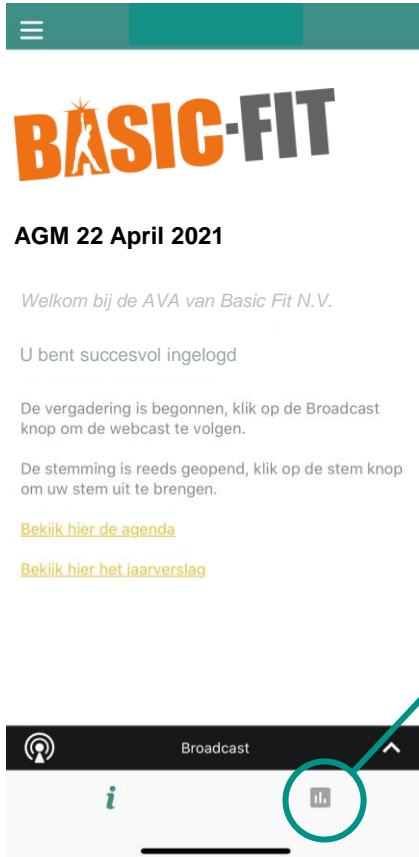 BASIC-FIT
AGM 22 April 2021
Welkom bij de AVA van Basic Fit N.V.
U bent succesvol ingelogd
De vergadering is begonnen, klik op de Broadcast
knop om de webcast te volgen.
De stemming is reeds geopend, klik op de stem knop
om uw stem uit te brengen.
Bekijk hier de agenda
Bekijk hier het jaarverslag
Broadcast
i